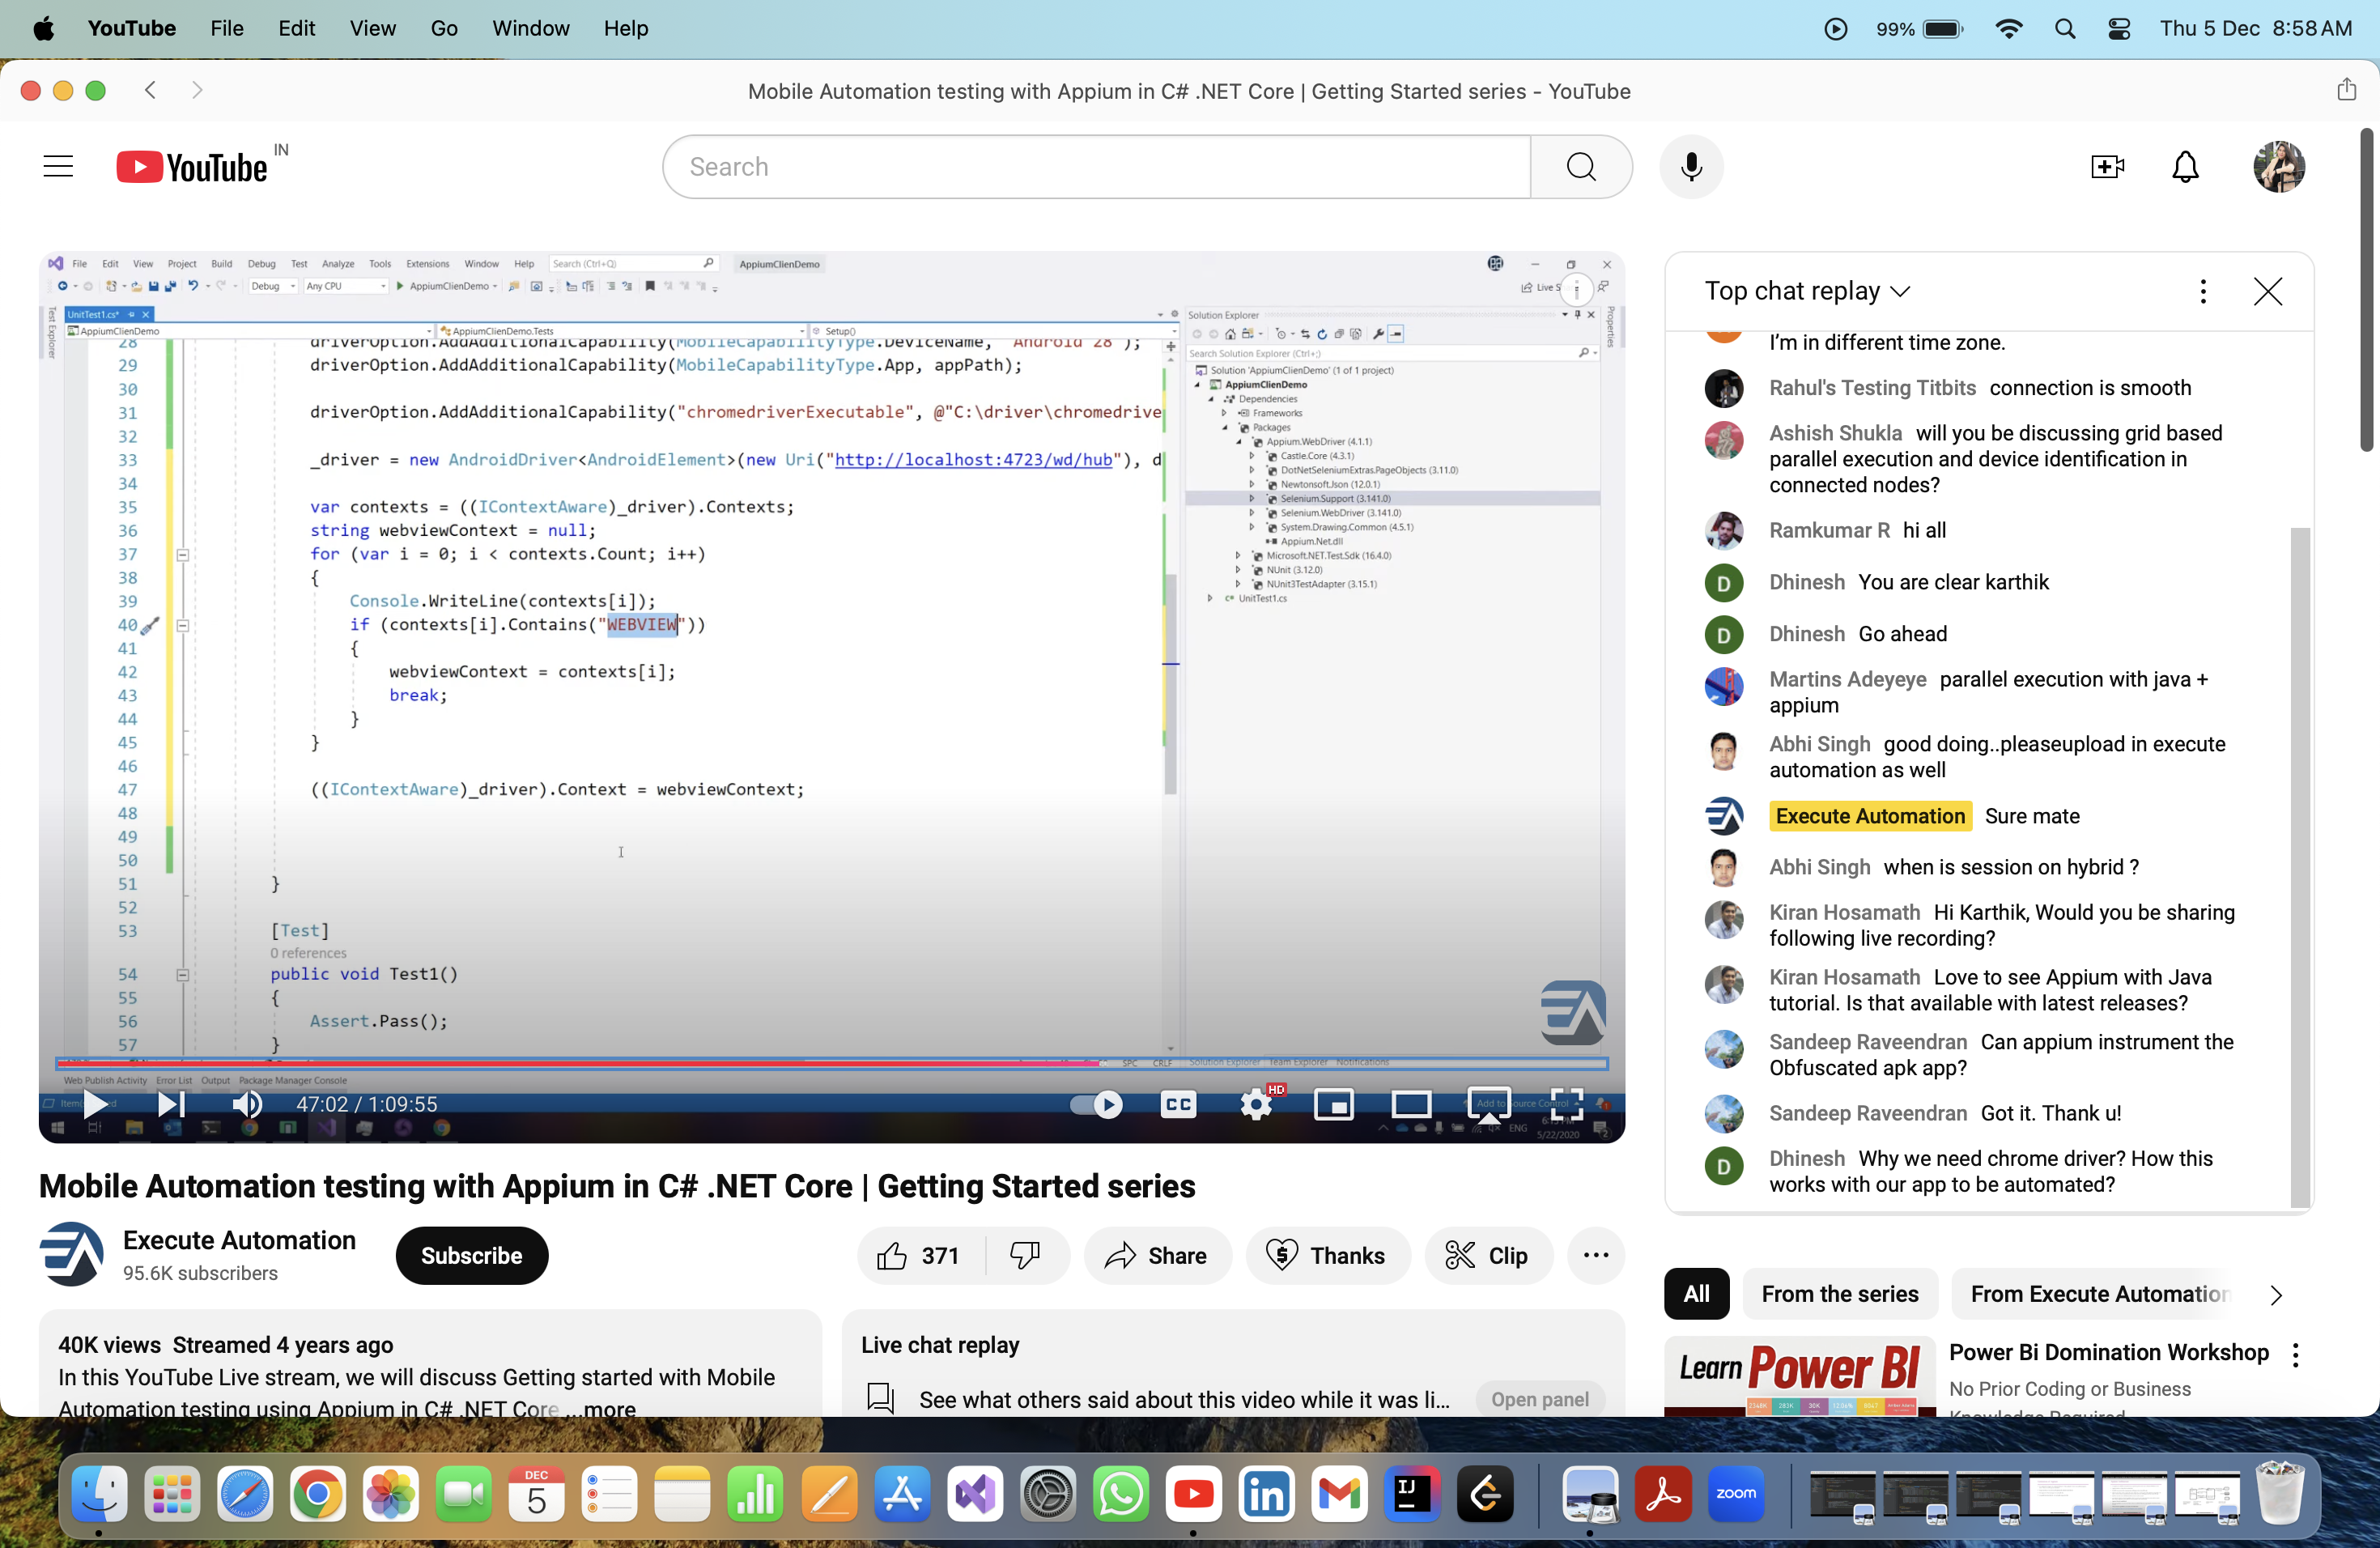 YouTube File Edit View Go Window Help 99% Thu 5 Dec 8:58 AM
Mobile Automation testing with Appium in C# .NET Core | Getting Started series - YouTube
YouTube IN Search
File Edit View Project Build Debug Test Analyze Tools Extensions Window Help Search (Ctrl+Q) AppiumClienDemo
Debug Any CPU AppiumClienDemo Live S
Test Explorer
UnitTest1.cs*
AppiumClienDemo AppiumClienDemo.Tests Setup()
28 driverOption.AddAdditionalCapability(MobileCapabilityType.DeviceName, "Android 28");
29 driverOption.AddAdditionalCapability(MobileCapabilityType.App, appPath);
30
31 driverOption.AddAdditionalCapability("chromedriverExecutable", @"C:\driver\chromedrive
32
33 _driver = new AndroidDriver<AndroidElement>(new Uri("http://localhost:4723/wd/hub"), d
34
35 var contexts = ((IContextAware)_driver).Contexts;
36 string webviewContext = null;
37 for (var i = 0; i < contexts.Count; i++)
38 {
39 Console.WriteLine(contexts[i]);
40 if (contexts[i].Contains("WEBVIEW"))
41 {
42 webviewContext = contexts[i];
43 break;
44 }
45 }
46
47 ((IContextAware)_driver).Context = webviewContext;
48
49
50
51 }
52
53 [Test]
0 references
54 public void Test1()
55 {
56 Assert.Pass();
57 }
Solution Explorer
Search Solution Explorer (Ctrl+;)
Solution 'AppiumClienDemo' (1 of 1 project)
AppiumClienDemo
Dependencies
Frameworks
Packages
Appium.WebDriver (4.1.1)
Castle.Core (4.3.1)
DotNetSeleniumExtras.PageObjects (3.11.0)
Newtonsoft.Json (12.0.1)
Selenium.Support (3.141.0)
Selenium.WebDriver (3.141.0)
System.Drawing.Common (4.5.1)
Appium.Net.dll
Microsoft.NET.Test.Sdk (16.4.0)
NUnit (3.12.0)
NUnit3TestAdapter (3.15.1)
UnitTest1.cs
Properties
EA
SPC CRLF Solution Explorer Team Explorer Notifications
Web Publish Activity Error List Output Package Manager Console
47:02 / 1:09:55 CC HD
Add to Source Control
ENG 5/22/2020
Mobile Automation testing with Appium in C# .NET Core | Getting Started series
Execute Automation
95.6K subscribers
Subscribe
371 Share Thanks Clip
40K views Streamed 4 years ago
In this YouTube Live stream, we will discuss Getting started with Mobile
Automation testing using Appium in C# .NET Core ...more
Live chat replay
See what others said about this video while it was li... Open panel
Top chat replay
I'm in different time zone.
Rahul's Testing Titbits connection is smooth
Ashish Shukla will you be discussing grid based
parallel execution and device identification in
connected nodes?
Ramkumar R hi all
D Dhinesh You are clear karthik
D Dhinesh Go ahead
Martins Adeyeye parallel execution with java +
appium
Abhi Singh good doing..pleaseupload in execute
automation as well
Execute Automation Sure mate
Abhi Singh when is session on hybrid ?
Kiran Hosamath Hi Karthik, Would you be sharing
following live recording?
Kiran Hosamath Love to see Appium with Java
tutorial. Is that available with latest releases?
Sandeep Raveendran Can appium instrument the
Obfuscated apk app?
Sandeep Raveendran Got it. Thank u!
D Dhinesh Why we need chrome driver? How this
works with our app to be automated?
All From the series From Execute Automation
Learn Power BI
Power Bi Domination Workshop
No Prior Coding or Business
Knowledge Required
DEC
5
IJ
zoom